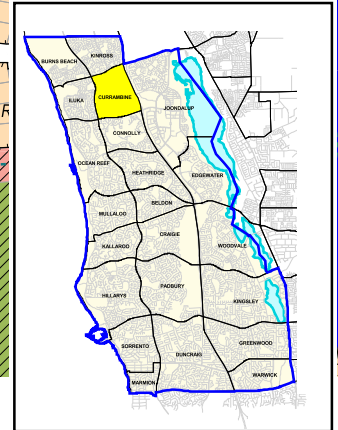 KINROSS
BURNS BEACH
CURRAMBINE
ILUKA
JOONDALUP
CONNOLLY
OCEAN REEF
HEATHRIDGE
EDGEWATER
BELDON
MULLALOO
CRAIGIE
KALLAROO
WOODVALE
PADBURY
HILLARYS
KINGSLEY
SORRENTO
GREENWOOD
DUNCRAIG
WARWICK
MARMION